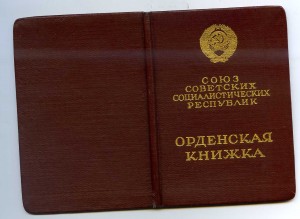 СОЮЗ
СОВЕТСКИХ
СОЦИАЛИСТИЧЕСКИХ
РЕСПУБЛИК
ОРДЕНСКАЯ
КНИЖКА